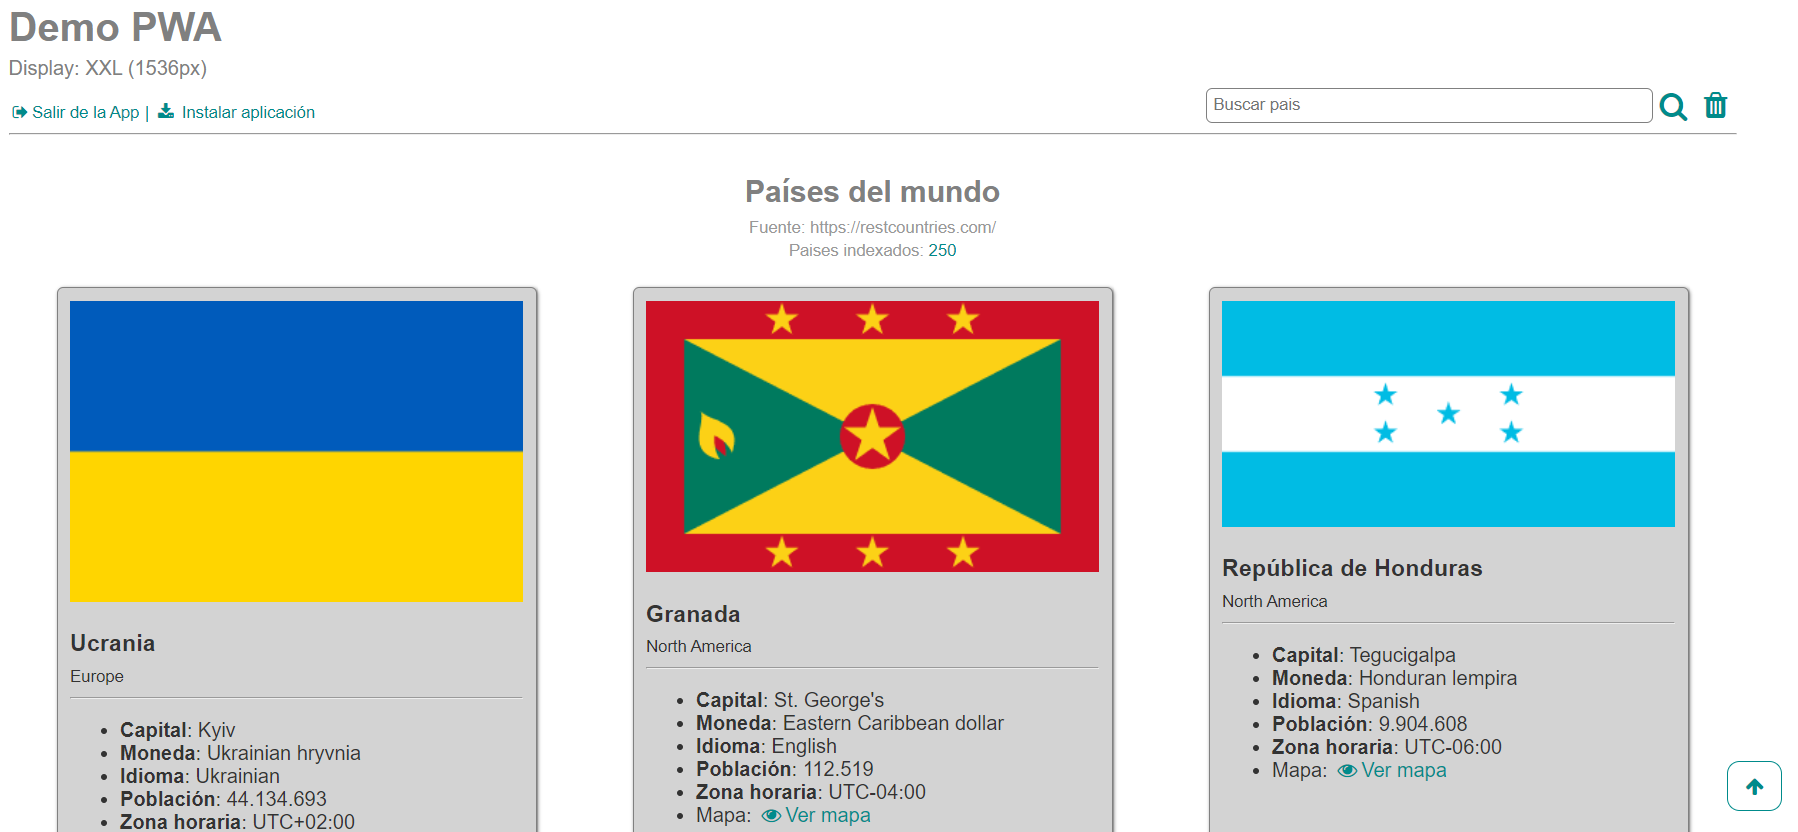 Demo PWA
Display: XXL (1536px)
Salir de la App | Instalar aplicación
Buscar pais
Países del mundo
Fuente: https://restcountries.com/
Paises indexados: 250
Ucrania
Europe
Capital: Kyiv
Moneda: Ukrainian hryvnia
Idioma: Ukrainian
Población: 44.134.693
Zona horaria: UTC+02:00
Granada
North America
Capital: St. George's
Moneda: Eastern Caribbean dollar
Idioma: English
Población: 112.519
Zona horaria: UTC-04:00
Mapa: Ver mapa
República de Honduras
North America
Capital: Tegucigalpa
Moneda: Honduran lempira
Idioma: Spanish
Población: 9.904.608
Zona horaria: UTC-06:00
Mapa: Ver mapa